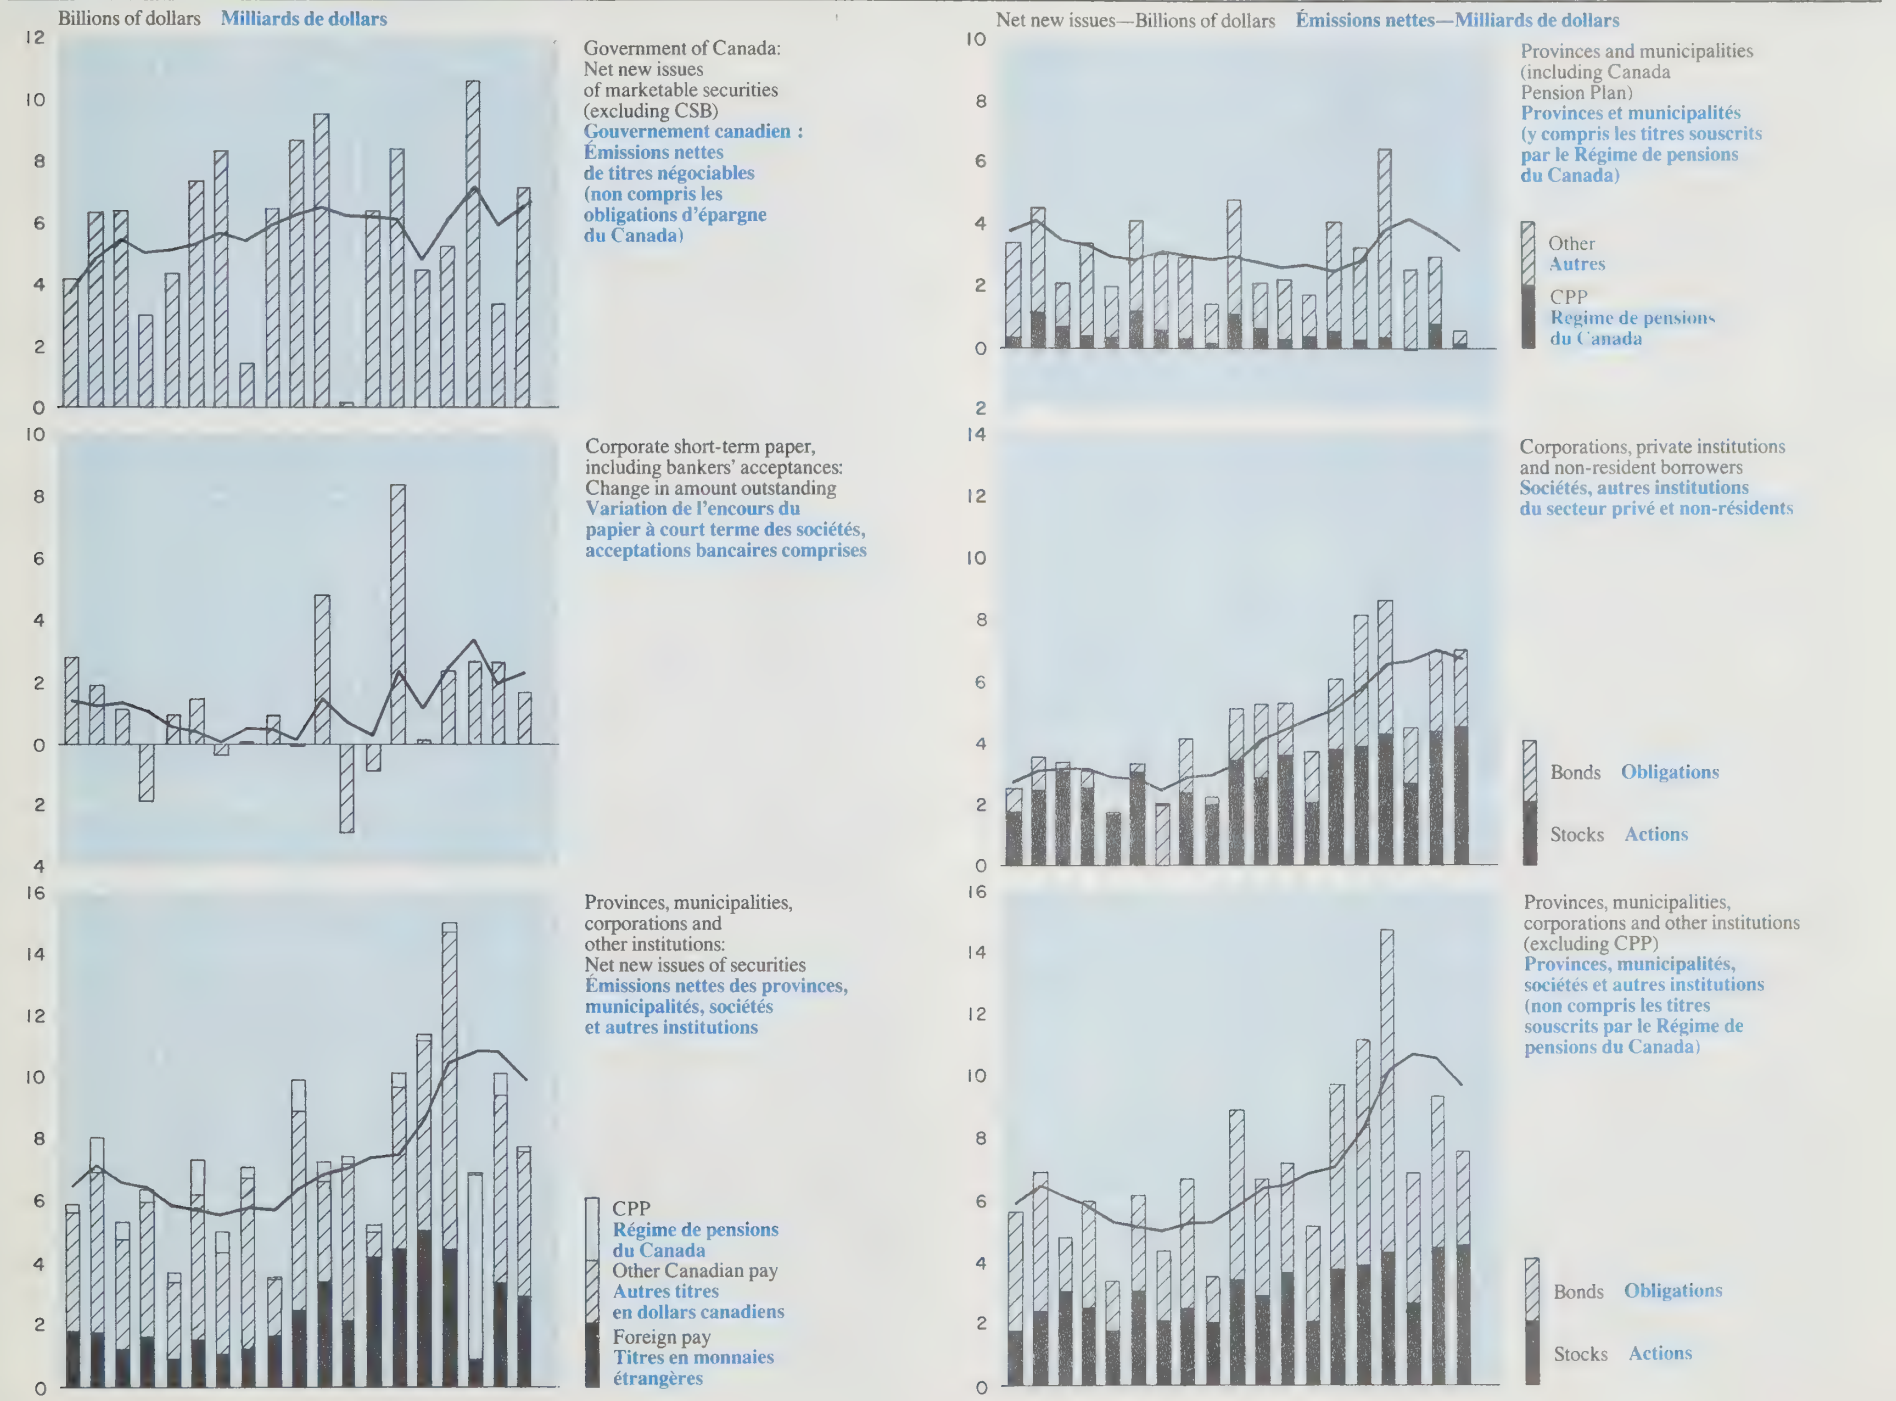 Billions of dollars Milliards de dollars
12
10
8
6
4
2
0
Government of Canada:
Net new issues
of marketable securities
(excluding CSB)
Gouvernement canadien :
Émissions nettes
de titres négociables
(non compris les
obligations d'épargne
du Canada)
10
8
6
4
2
0
2
4
Corporate short-term paper,
including bankers' acceptances:
Change in amount outstanding
Variation de l'encours du
papier à court terme des sociétés,
acceptations bancaires comprises
16
14
12
10
8
6
4
2
0
Provinces, municipalities,
corporations and
other institutions:
Net new issues of securities
Émissions nettes des provinces,
municipalités, sociétés
et autres institutions
CPP
Régime de pensions
du Canada
Other Canadian pay
Autres titres
en dollars canadiens
Foreign pay
Titres en monnaies
étrangères
Net new issues—Billions of dollars Émissions nettes—Milliards de dollars
10
8
6
4
2
0
2
Provinces and municipalities
(including Canada
Pension Plan)
Provinces et municipalités
(y compris les titres souscrits
par le Régime de pensions
du Canada)
Other
Autres
CPP
Regime de pensions
du Canada
14
12
10
8
6
4
2
0
Corporations, private institutions
and non-resident borrowers
Sociétés, autres institutions
du secteur privé et non-résidents
Bonds Obligations
Stocks Actions
16
14
12
10
8
6
4
2
0
Provinces, municipalities,
corporations and other institutions
(excluding CPP)
Provinces, municipalités,
sociétés et autres institutions
(non compris les titres
souscrits par le Régime de
pensions du Canada)
Bonds Obligations
Stocks Actions